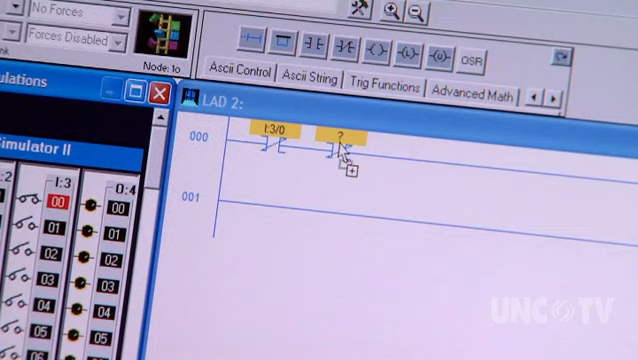 No Forces
Forces Disabled
Node: 1o
OSR
Ascii Control
Ascii String
Trig Functions
Advanced Math
ulations
LAD 2:
Simulator II
000
I:3/0
?
001
:2
I:3
O:4
00
00
01
01
02
02
03
03
04
04
05
05
06
UNC TV